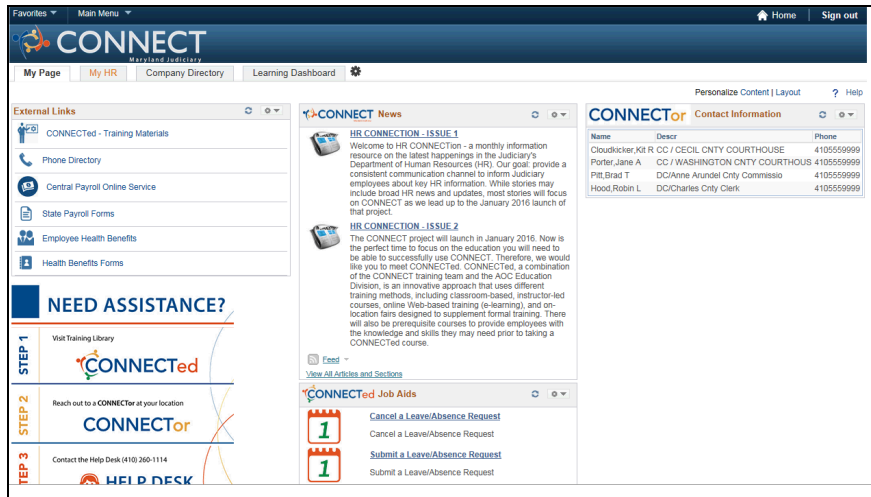 Favorites
Main Menu
Home
Sign out
CONNECT
Maryland Judiciary
My Page
My HR
Company Directory
Learning Dashboard
Personalize Content | Layout
? Help
External Links
CONNECTed - Training Materials
Phone Directory
Central Payroll Online Service
State Payroll Forms
Employee Health Benefits
Health Benefits Forms
NEED ASSISTANCE?
STEP 1
Visit Training Library
CONNECTed
STEP 2
Reach out to a CONNECTor at your location
CONNECTor
STEP 3
Contact the Help Desk (410) 260-1114
HELP DESK
CONNECT News
HR CONNECTION - ISSUE 1
Welcome to HR CONNECTion - a monthly information
resource on the latest happenings in the Judiciary's
Department of Human Resources (HR). Our goal: provide a
consistent communication channel to inform Judiciary
employees about key HR information. While stories may
include broad HR news and updates, most stories will focus
on CONNECT as we lead up to the January 2016 launch of
that project.
HR CONNECTION - ISSUE 2
The CONNECT project will launch in January 2016. Now is
the perfect time to focus on the education you will need to
be able to successfully use CONNECT. Therefore, we would
like you to meet CONNECTed. CONNECTed, a combination
of the CONNECT training team and the AOC Education
Division, is an innovative approach that uses different
training methods, including classroom-based, instructor-led
courses, online Web-based training (e-learning), and on-
location fairs designed to supplement formal training. There
will also be prerequisite courses to provide employees with
the knowledge and skills they may need prior to taking a
CONNECTed course.
Feed
View All Articles and Sections
CONNECTed Job Aids
1
Cancel a Leave/Absence Request
Cancel a Leave/Absence Request
1
Submit a Leave/Absence Request
Submit a Leave/Absence Request
CONNECTor Contact Information
Name Descr Phone
Cloudkicker,Kit R CC / CECIL CNTY COURTHOUSE 4105559999
Porter,Jane A CC / WASHINGTON CNTY COURTHOUS 4105559999
Pitt,Brad T DC/Anne Arundel Cnty Commissio 4105559999
Hood,Robin L DC/Charles Cnty Clerk 4105559999